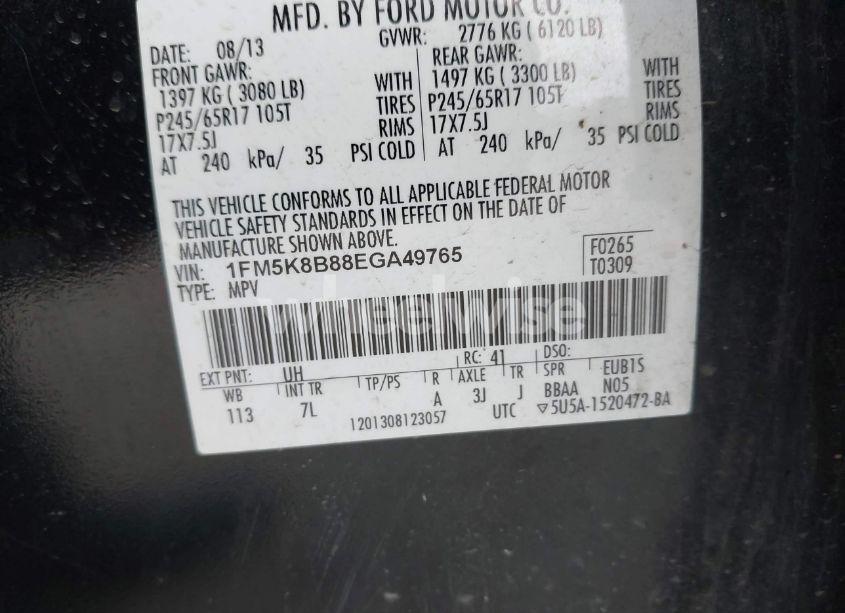 MFD. BY FORD MOTOR CO.
DATE: 08/13 GVWR: 2776 KG ( 6120 LB)
FRONT GAWR: REAR GAWR:
1397 KG ( 3080 LB) WITH 1497 KG ( 3300 LB) WITH
P245/65R17 105T TIRES P245/65R17 105T TIRES
17X7.5J RIMS 17X7.5J RIMS
AT 240 kPa/ 35 PSI COLD AT 240 kPa/ 35 PSI COLD
THIS VEHICLE CONFORMS TO ALL APPLICABLE FEDERAL MOTOR
VEHICLE SAFETY STANDARDS IN EFFECT ON THE DATE OF
MANUFACTURE SHOWN ABOVE.
VIN: 1FM5K8B88EGA49765 F0265
TYPE: MPV T0309
wheelwise
EXT PNT: UH RC: 41 DSO:
WB INT TR TP/PS R AXLE TR SPR EUB1S
113 7L A 3J J BBAA N05
1201308123057 UTC ▽5U5A-1520472-BA